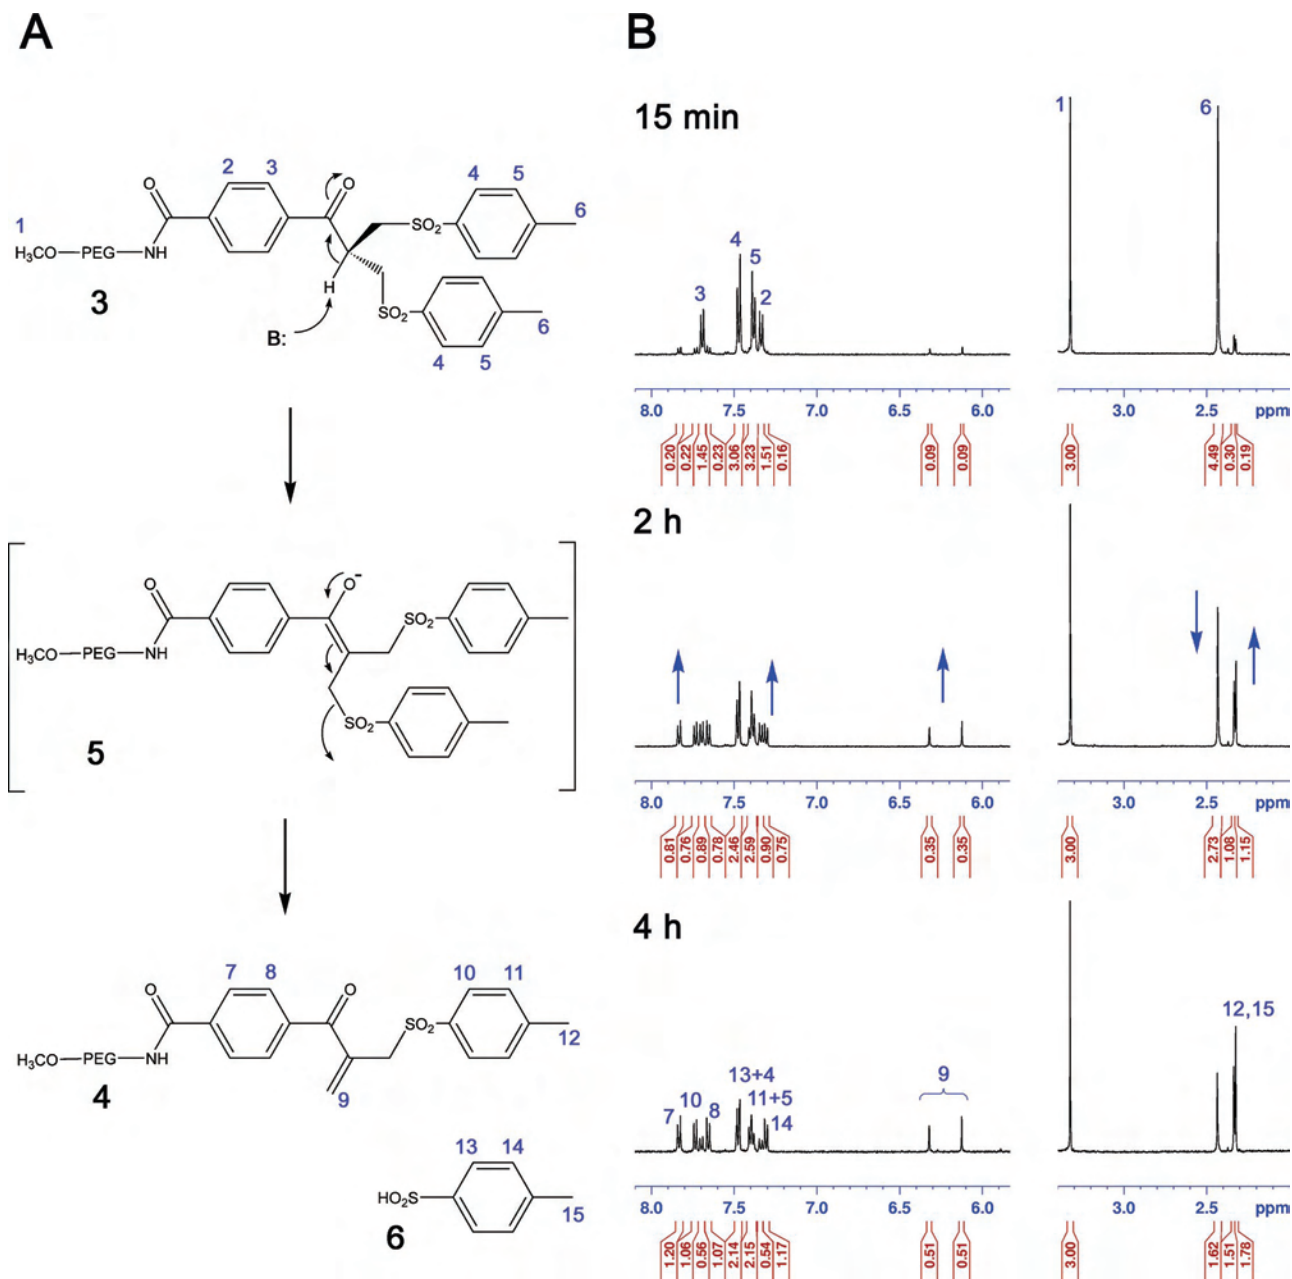 A
B
15 min
1
6
2
3
O
O
4
5
SO2
6
1
H3CO—PEG—NH
3
H
B:
SO2
6
4
5
3
4
5
2
8.0 7.5 7.0 6.5 6.0 3.0 2.5 ppm
0.20 0.22 1.45 0.23 3.06 3.23 1.51 0.16 0.09 0.09 3.00 4.49 0.30 0.19
2 h
O
O-
SO2
H3CO—PEG—NH
SO2
5
8.0 7.5 7.0 6.5 6.0 3.0 2.5 ppm
0.81 0.76 0.89 0.78 2.46 2.59 0.90 0.75 0.35 0.35 3.00 2.73 1.08 1.15
4 h
7
8
O
O
10
11
SO2
12
H3CO—PEG—NH
4
9
13
14
HO2S
15
6
7
10
8
13+4
11+5
14
9
12,15
8.0 7.5 7.0 6.5 6.0 3.0 2.5 ppm
1.20 1.06 0.56 1.07 2.14 2.15 0.54 1.17 0.51 0.51 3.00 1.62 1.51 1.78